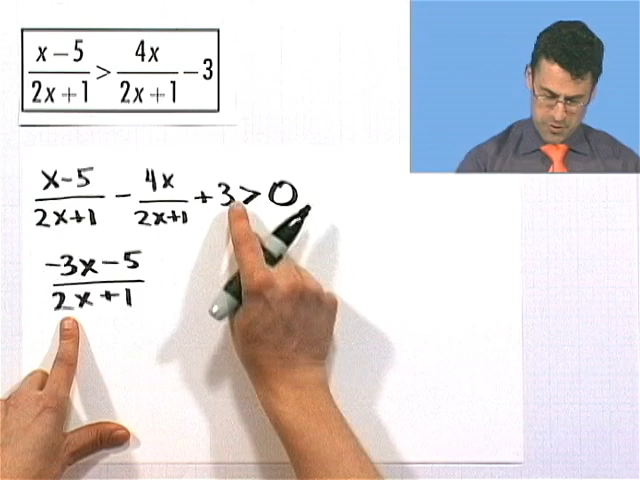 x – 5 / 2x + 1 > 4x / 2x + 1 – 3
x - 5 / 2x + 1 - 4x / 2x + 1 + 3 > 0
-3x - 5 / 2x + 1